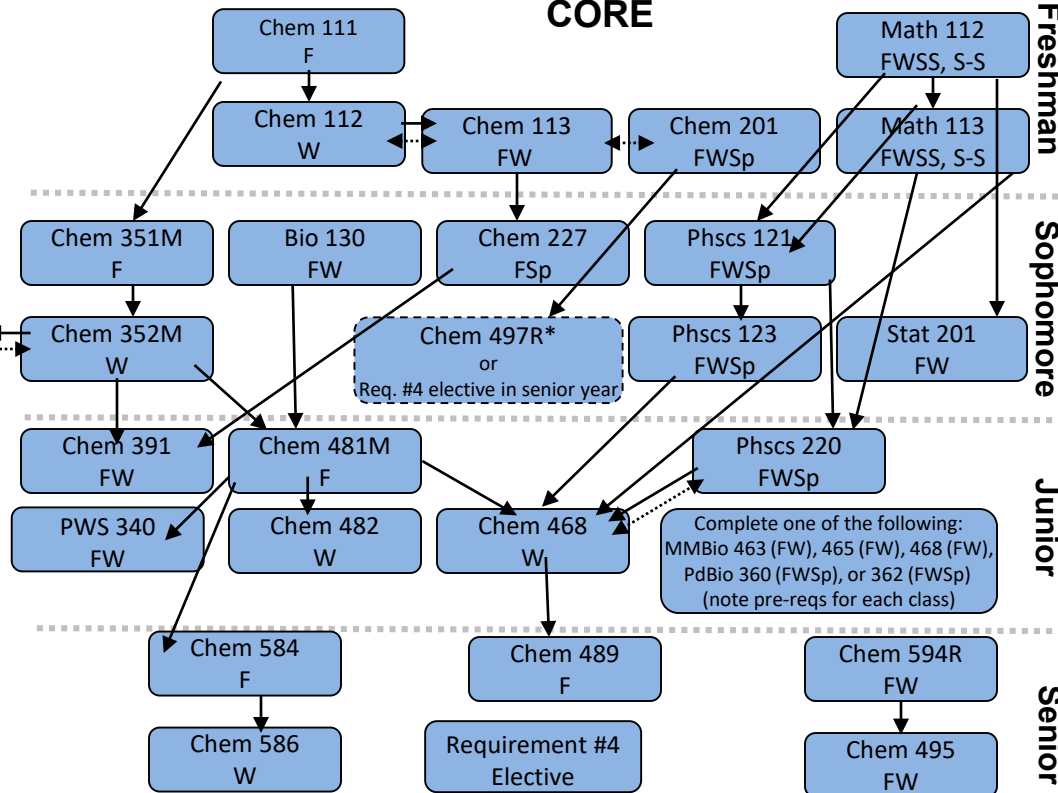 CORE
Freshman
Chem 111
F
Math 112
FWSS, S-S
Chem 112
W
Chem 113
FW
Chem 201
FWSp
Math 113
FWSS, S-S
Sophomore
Chem 351M
F
Bio 130
FW
Chem 227
FSp
Phscs 121
FWSp
Chem 352M
W
Chem 497R*
or
Req. #4 elective in senior year
Phscs 123
FWSp
Stat 201
FW
Junior
Chem 391
FW
Chem 481M
F
Phscs 220
FWSp
PWS 340
FW
Chem 482
W
Chem 468
W
Complete one of the following:
MMBio 463 (FW), 465 (FW), 468 (FW),
PdBio 360 (FWSp), or 362 (FWSp)
(note pre-reqs for each class)
Senior
Chem 584
F
Chem 489
F
Chem 594R
FW
Chem 586
W
Requirement #4
Elective
Chem 495
FW